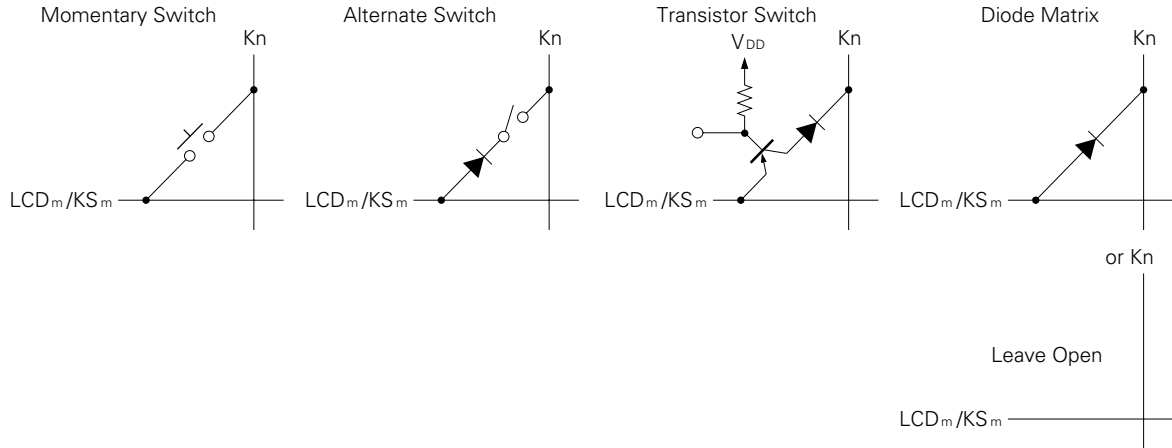 Momentary Switch
Alternate Switch
Transistor Switch
Diode Matrix
Kn
Kn
VDD
Kn
Kn
LCDm/KSm
LCDm/KSm
LCDm/KSm
LCDm/KSm
or Kn
Leave Open
LCDm/KSm